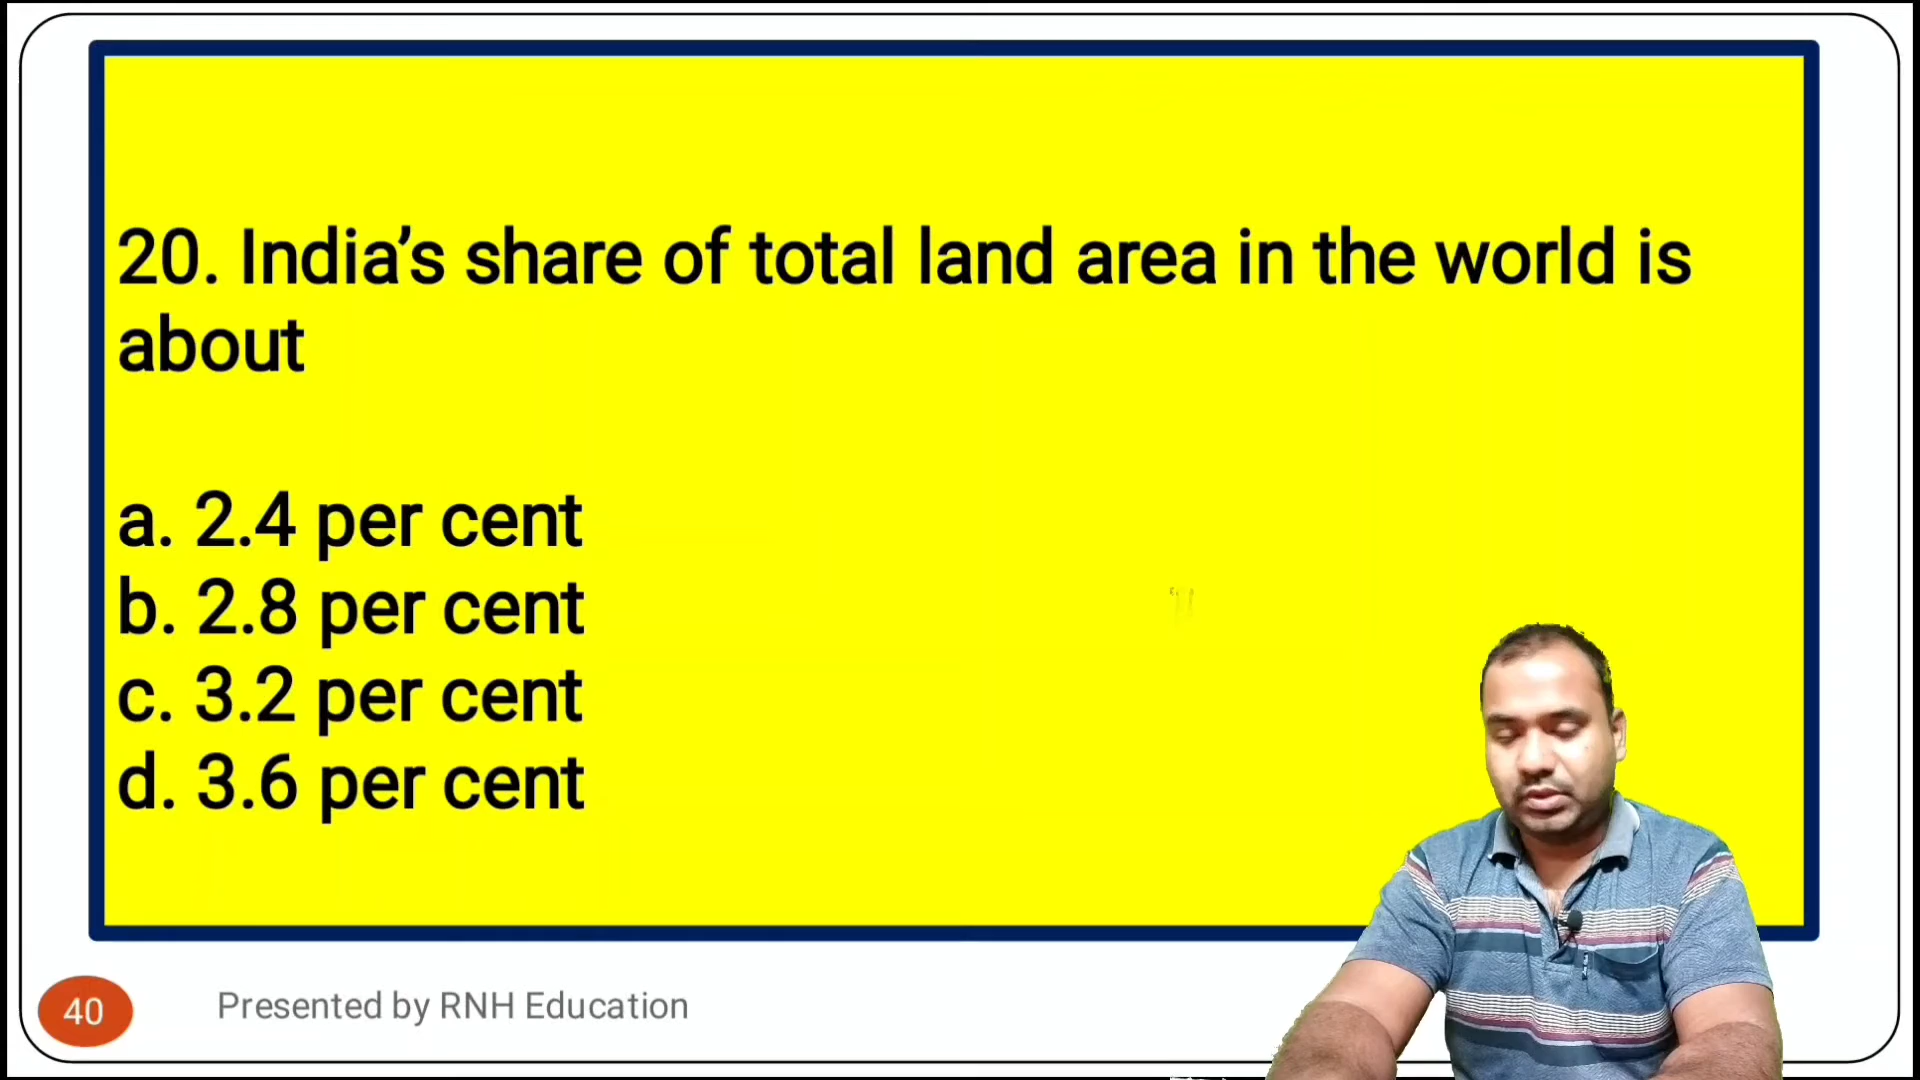 20. India’s share of total land area in the world is
about
a. 2.4 per cent
b. 2.8 per cent
c. 3.2 per cent
d. 3.6 per cent
40
Presented by RNH Education